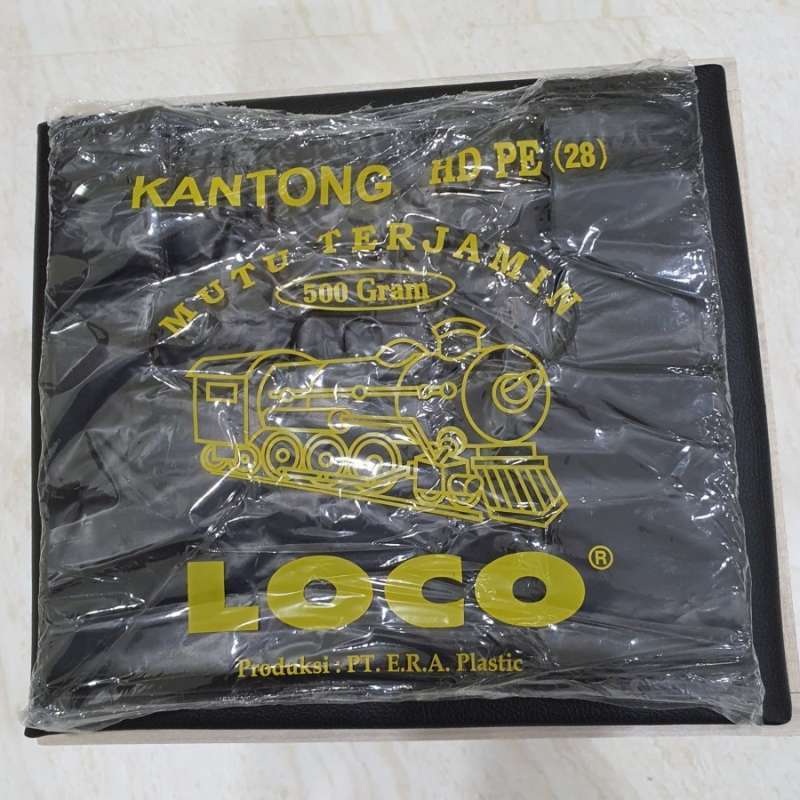 KANTONG HD PE (28)
MUTU TERJAMIN
500 Gram
LOCO ®
Produksi : PT. E.R.A. Plastic